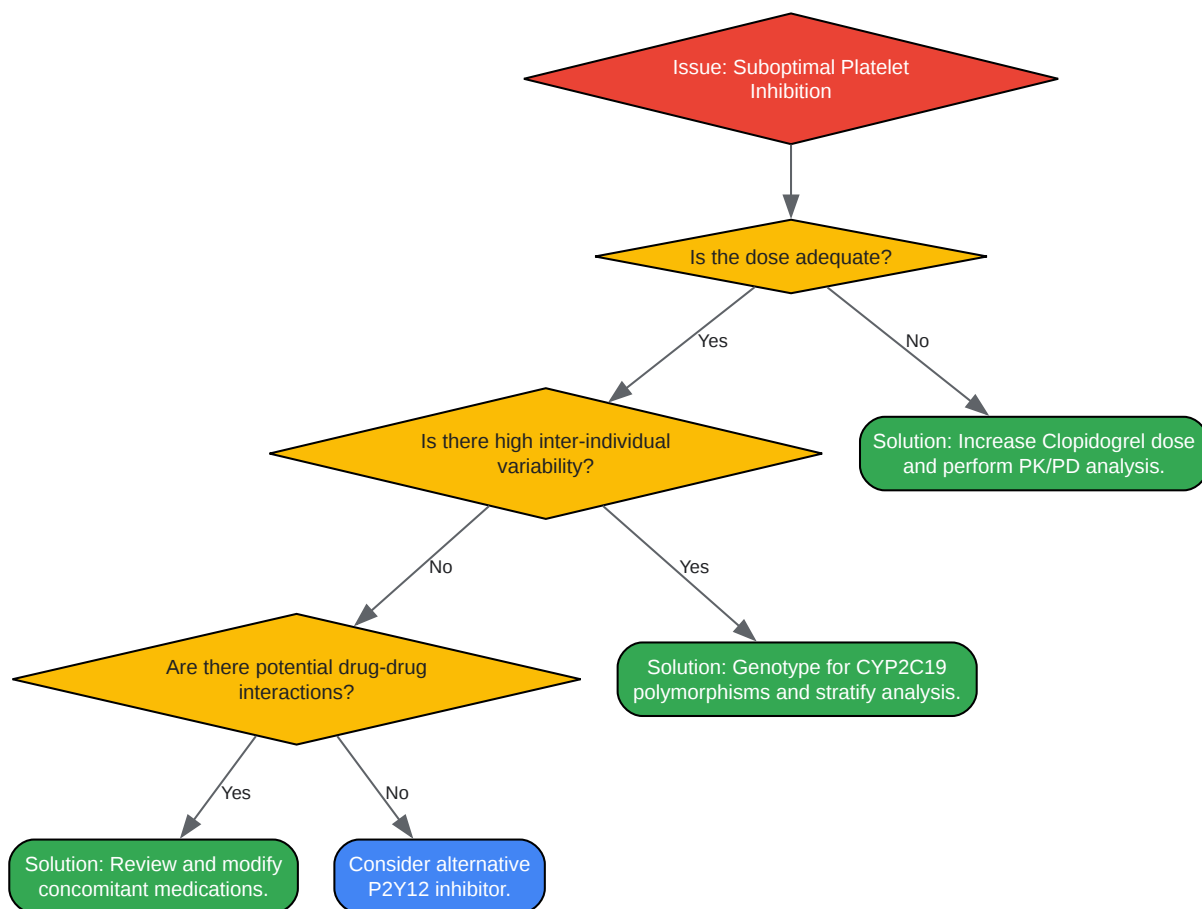 Issue: Suboptimal Platelet
Inhibition
Is the dose adequate?
Yes
No
Is there high inter-individual
variability?
Solution: Increase Clopidogrel dose
and perform PK/PD analysis.
No
Yes
Are there potential drug-drug
interactions?
Solution: Genotype for CYP2C19
polymorphisms and stratify analysis.
Yes
No
Solution: Review and modify
concomitant medications.
Consider alternative
P2Y12 inhibitor.